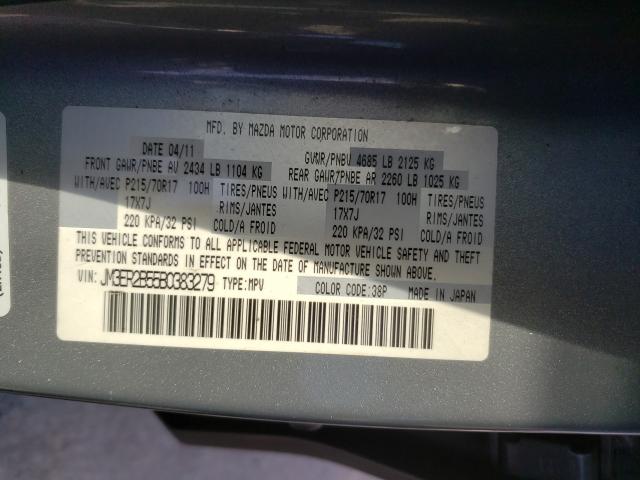 MFD. BY MAZDA MOTOR CORPORATION
DATE 04/11 GVWR/PNBV 4685 LB 2125 KG
FRONT GAWR/PNBE AV 2434 LB 1104 KG REAR GAWR/PNBE AR 2260 LB 1025 KG
WITH/AVEC P215/70R17 100H TIRES/PNEUS WITH/AVEC P215/70R17 100H TIRES/PNEUS
17X7J RIMS/JANTES 17X7J RIMS/JANTES
220 KPA/32 PSI COLD/A FROID 220 KPA/32 PSI COLD/A FROID
THIS VEHICLE CONFORMS TO ALL APPLICABLE FEDERAL MOTOR VEHICLE SAFETY AND THEFT
PREVENTION STANDARDS IN EFFECT ON THE DATE OF MANUFACTURE SHOWN ABOVE.
VIN: JM3ER2B55B0383279 TYPE:MPV COLOR CODE:38P MADE IN JAPAN